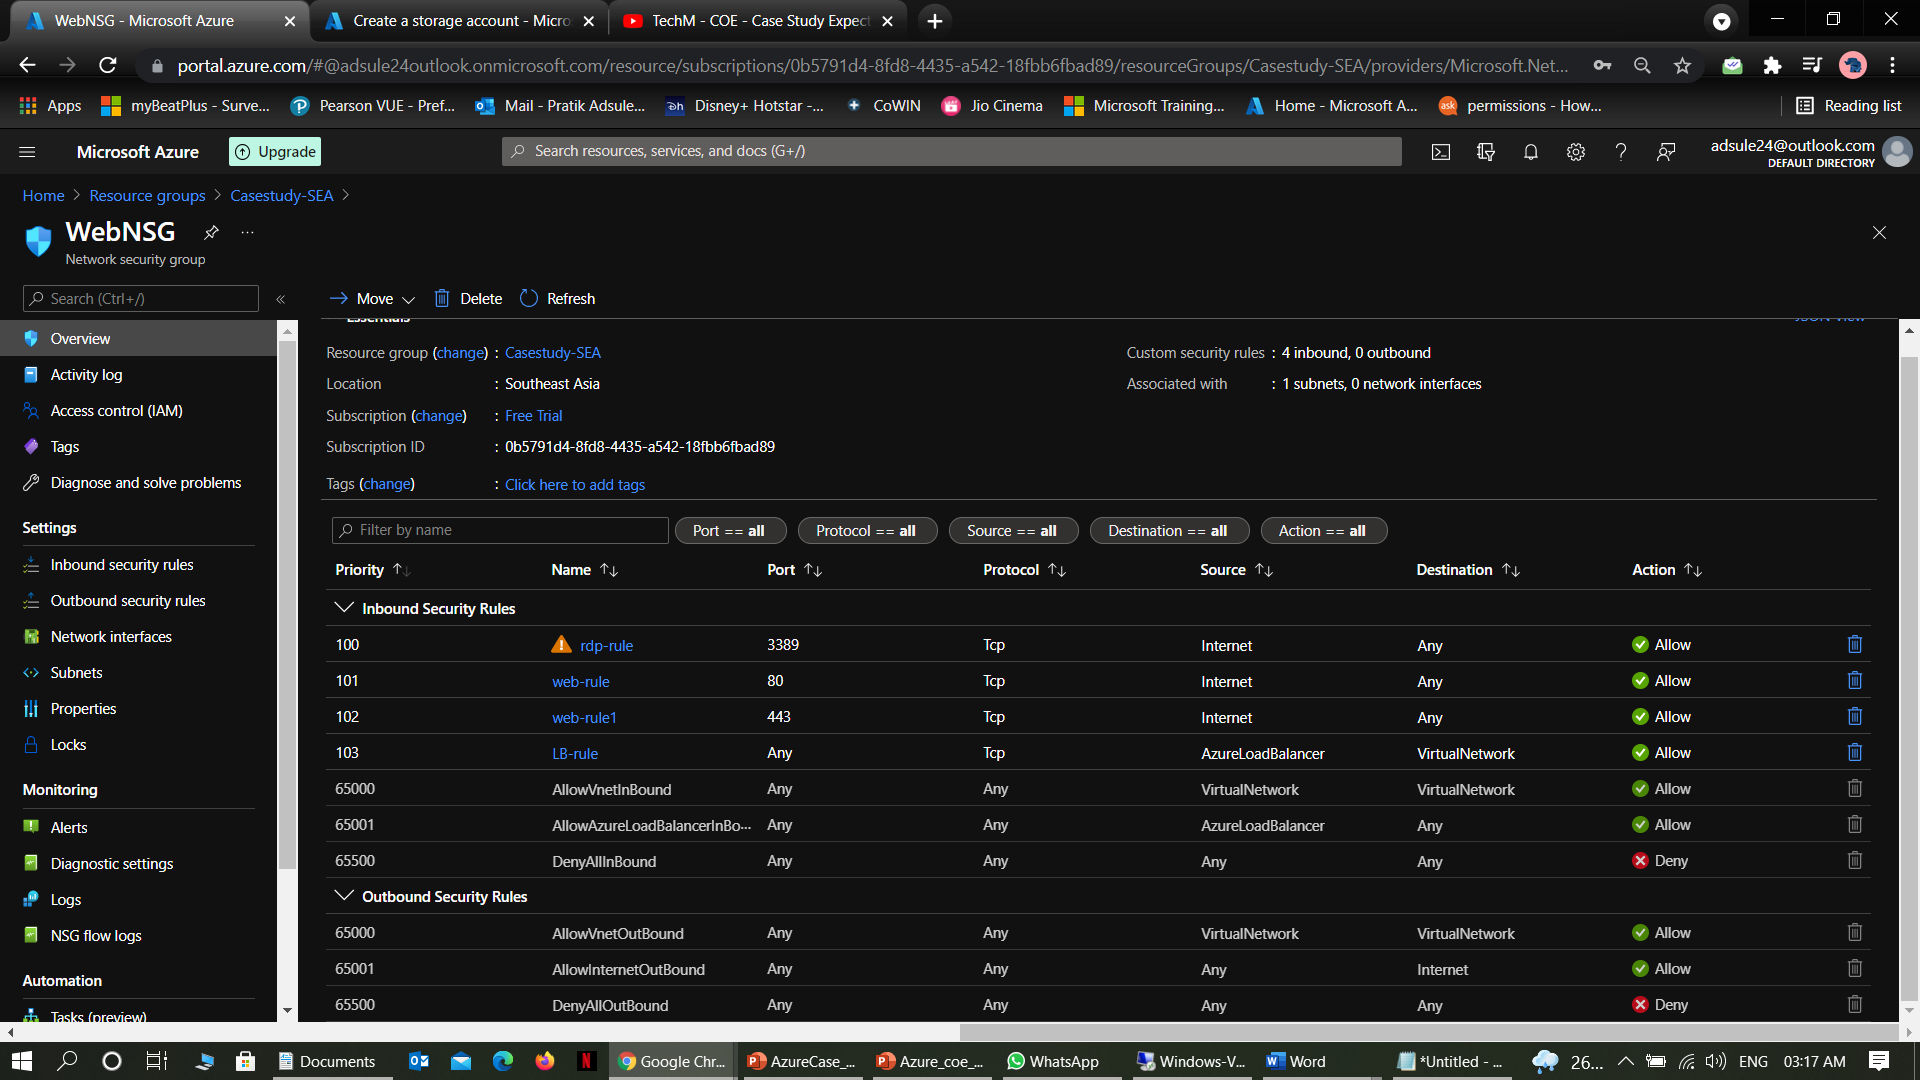 WebNSG - Microsoft Azure
Create a storage account - Micro
TechM - COE - Case Study Expect
portal.azure.com/#@adsule24outlook.onmicrosoft.com/resource/subscriptions/0b5791d4-8fd8-4435-a542-18fbb6fbad89/resourceGroups/Casestudy-SEA/providers/Microsoft.Net...
Apps
myBeatPlus - Surve...
Pearson VUE - Pref...
Mail - Pratik Adsule...
Disney+ Hotstar -...
CoWIN
Jio Cinema
Microsoft Training...
Home - Microsoft A...
ask
permissions - How...
Reading list
Microsoft Azure
Upgrade
Search resources, services, and docs (G+/)
adsule24@outlook.com
DEFAULT DIRECTORY
Home > Resource groups > Casestudy-SEA >
WebNSG
Network security group
Search (Ctrl+/)
Move
Delete
Refresh
Overview
Activity log
Access control (IAM)
Tags
Diagnose and solve problems
Settings
Inbound security rules
Outbound security rules
Network interfaces
Subnets
Properties
Locks
Monitoring
Alerts
Diagnostic settings
Logs
NSG flow logs
Automation
Tasks (preview)
Essentials
JSON View
Resource group (change) : Casestudy-SEA
Location : Southeast Asia
Subscription (change) : Free Trial
Subscription ID : 0b5791d4-8fd8-4435-a542-18fbb6fbad89
Tags (change) : Click here to add tags
Custom security rules : 4 inbound, 0 outbound
Associated with : 1 subnets, 0 network interfaces
Filter by name
Port == all
Protocol == all
Source == all
Destination == all
Action == all
Priority Name Port Protocol Source Destination Action
Inbound Security Rules
100 rdp-rule 3389 Tcp Internet Any Allow
101 web-rule 80 Tcp Internet Any Allow
102 web-rule1 443 Tcp Internet Any Allow
103 LB-rule Any Tcp AzureLoadBalancer VirtualNetwork Allow
65000 AllowVnetInBound Any Any VirtualNetwork VirtualNetwork Allow
65001 AllowAzureLoadBalancerInBo... Any Any AzureLoadBalancer Any Allow
65500 DenyAllInBound Any Any Any Any Deny
Outbound Security Rules
65000 AllowVnetOutBound Any Any VirtualNetwork VirtualNetwork Allow
65001 AllowInternetOutBound Any Any Any Internet Allow
65500 DenyAllOutBound Any Any Any Any Deny
Documents
Google Chr...
AzureCase_...
Azure_coe_...
WhatsApp
Windows-V...
Word
*Untitled - ...
26...
ENG
03:17 AM